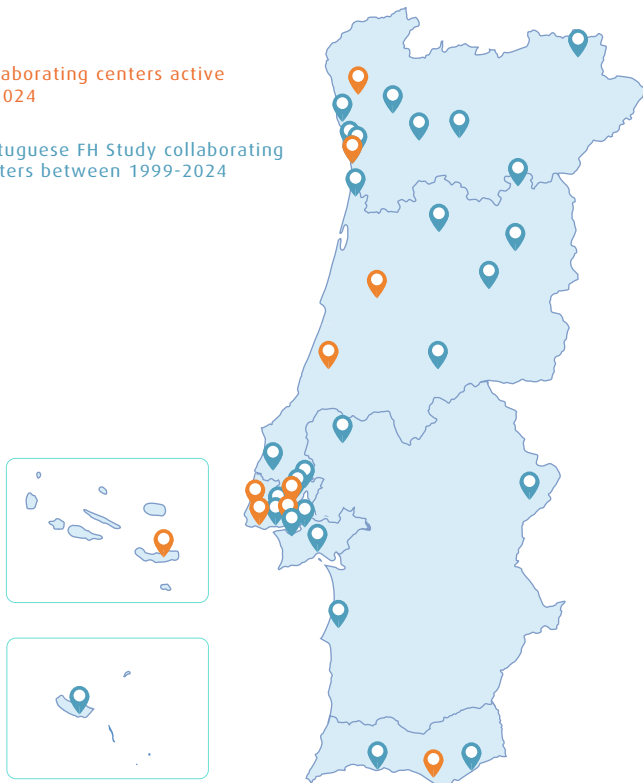 laborating centers active
024
tuguese FH Study collaborating
ters between 1999-2024